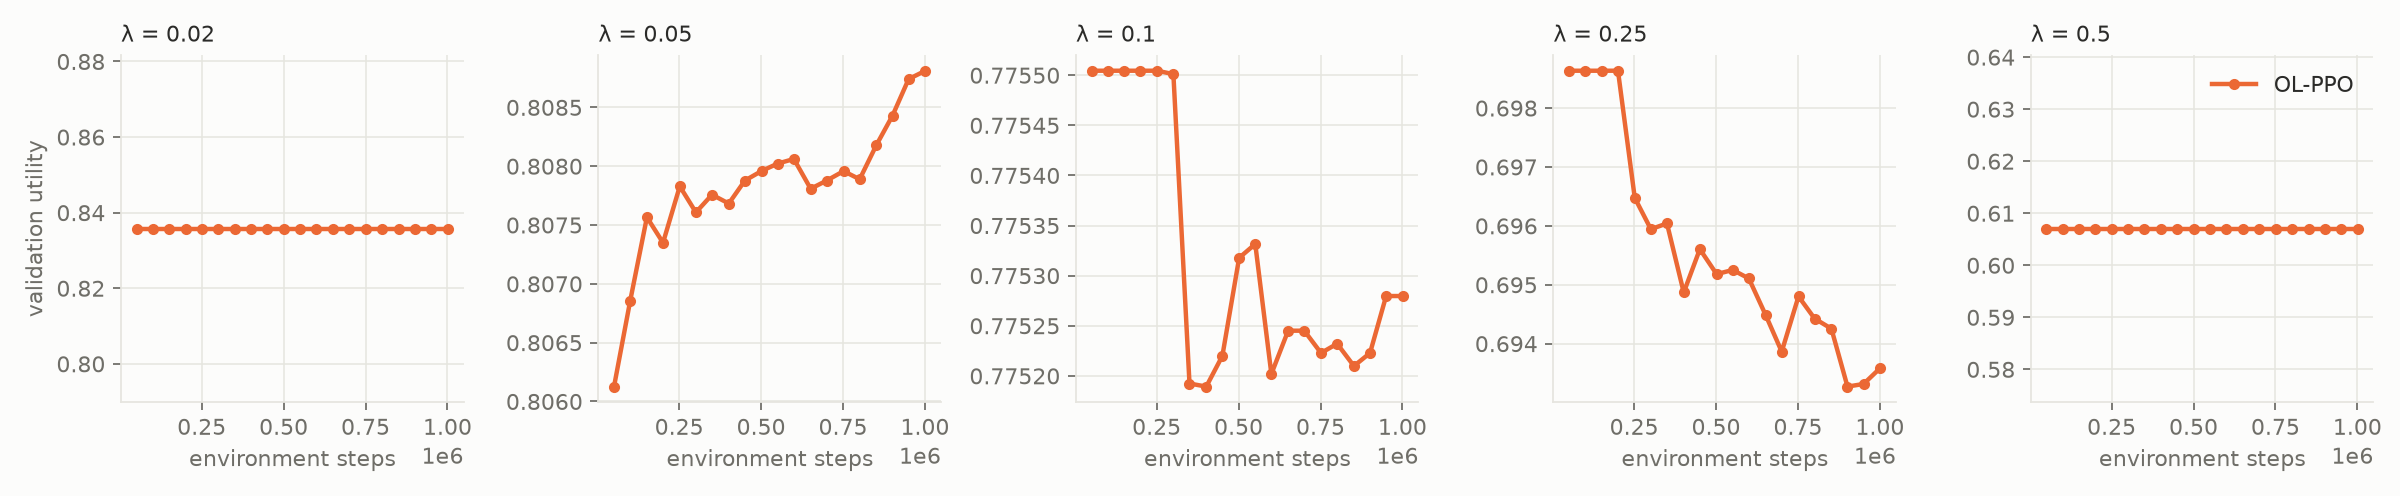 λ = 0.02
0.88
0.86
0.84
0.82
0.80
validation utility
0.25 0.50 0.75 1.00
environment steps 1e6
λ = 0.05
0.8085
0.8080
0.8075
0.8070
0.8065
0.8060
0.25 0.50 0.75 1.00
environment steps 1e6
λ = 0.1
0.77550
0.77545
0.77540
0.77535
0.77530
0.77525
0.77520
0.25 0.50 0.75 1.00
environment steps 1e6
λ = 0.25
0.698
0.697
0.696
0.695
0.694
0.25 0.50 0.75 1.00
environment steps 1e6
λ = 0.5
0.64
0.63
0.62
0.61
0.60
0.59
0.58
OL-PPO
0.25 0.50 0.75 1.00
environment steps 1e6